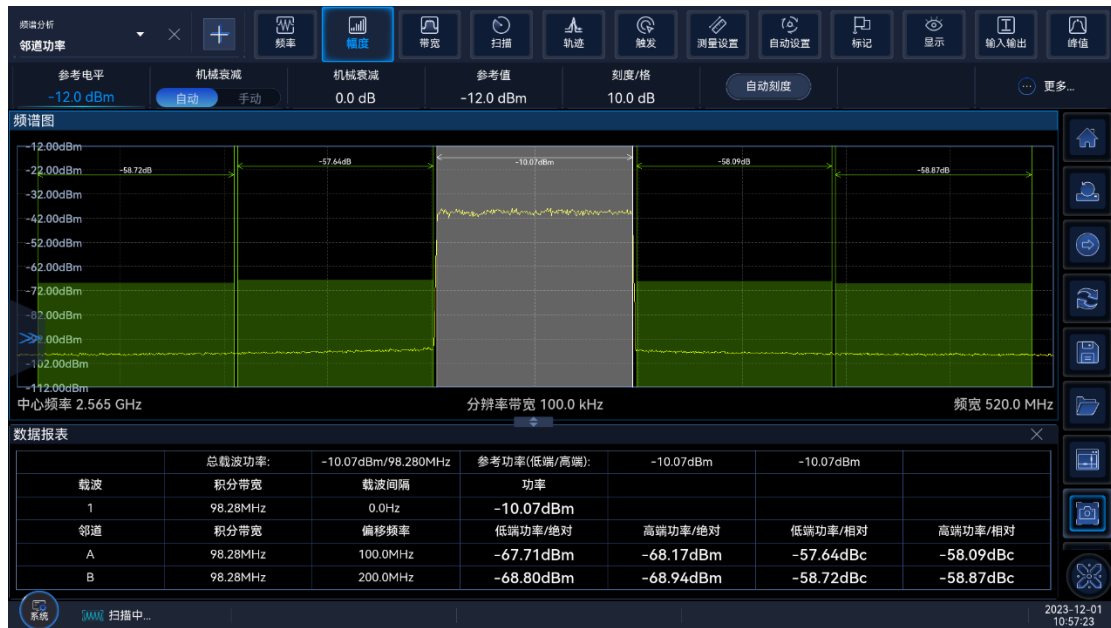 频谱分析
邻道功率
频率 幅度 带宽 扫描 轨迹 触发 测量设置 自动设置 标记 显示 输入输出 峰值
参考电平 机械衰减 机械衰减 参考值 刻度/格
-12.0 dBm 自动 手动 0.0 dB -12.0 dBm 10.0 dB 自动刻度 更多...
频谱图
-12.00dBm
-58.72dB -57.64dB -10.07dBm -58.09dB -58.87dB
-22.00dBm
-32.00dBm
-42.00dBm
-52.00dBm
-62.00dBm
-72.00dBm
-82.00dBm
2.00dBm
-102.00dBm
-112.00dBm
中心频率 2.565 GHz 分辨率带宽 100.0 kHz 频宽 520.0 MHz
数据报表
总载波功率: -10.07dBm/98.280MHz 参考功率(低端/高端): -10.07dBm -10.07dBm
载波 积分带宽 载波间隔 功率
1 98.28MHz 0.0Hz -10.07dBm
邻道 积分带宽 偏移频率 低端功率/绝对 高端功率/绝对 低端功率/相对 高端功率/相对
A 98.28MHz 100.0MHz -67.71dBm -68.17dBm -57.64dBc -58.09dBc
B 98.28MHz 200.0MHz -68.80dBm -68.94dBm -58.72dBc -58.87dBc
系统 扫描中... 2023-12-01
10:57:23